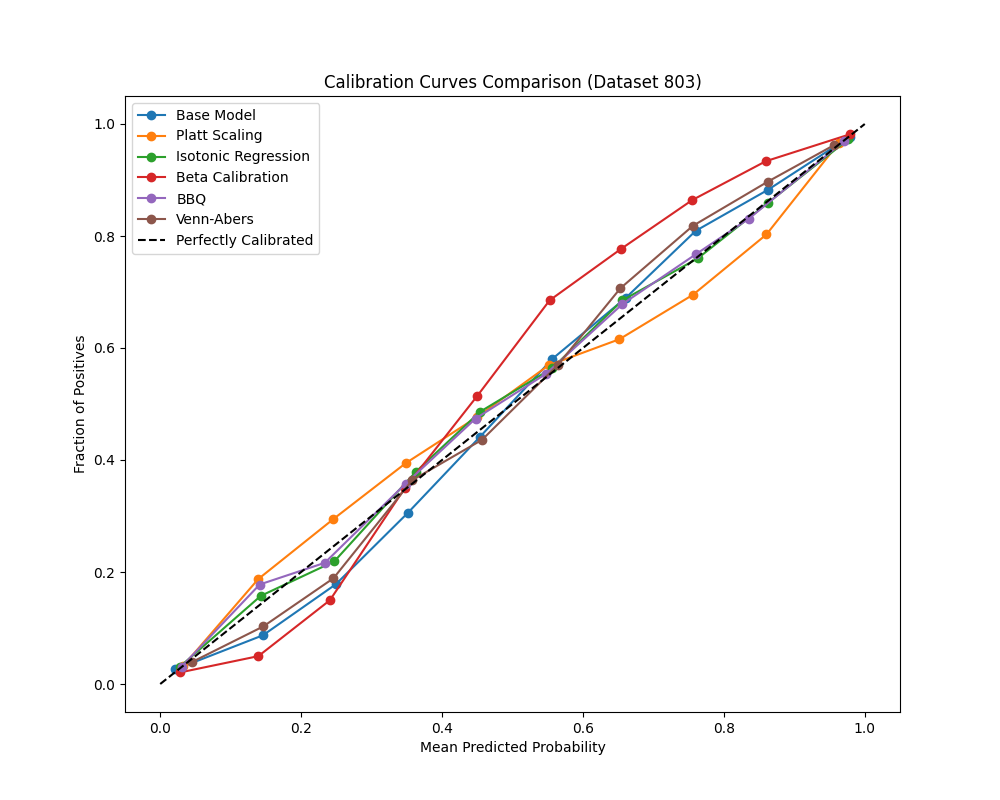 Calibration Curves Comparison (Dataset 803)
Base Model
Platt Scaling
Isotonic Regression
Beta Calibration
BBQ
Venn-Abers
Perfectly Calibrated
1.0
0.8
0.6
0.4
0.2
0.0
Fraction of Positives
0.0 0.2 0.4 0.6 0.8 1.0
Mean Predicted Probability